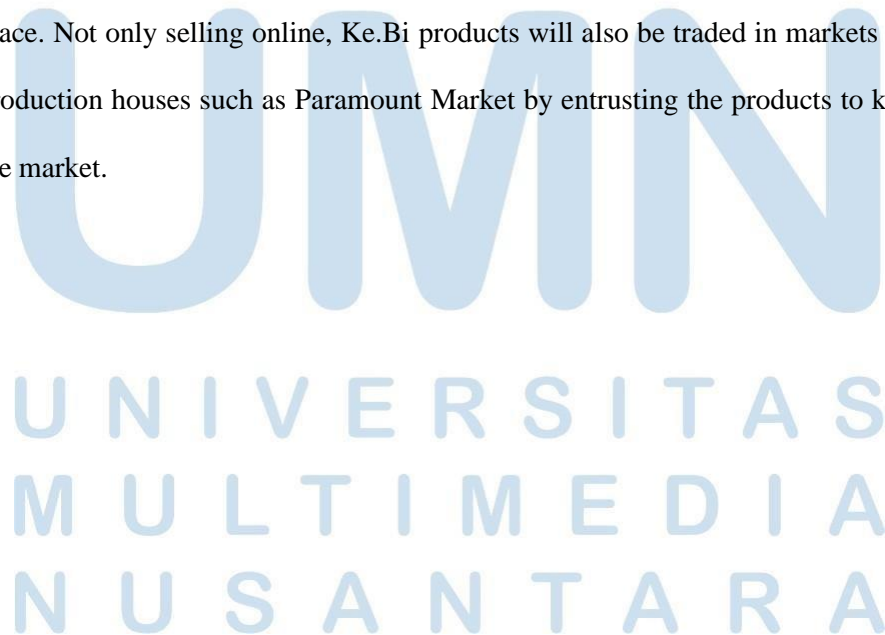 ace. Not only selling online, Ke.Bi products will also be traded in markets
roduction houses such as Paramount Market by entrusting the products to k
e market.
UMN
UNIVERSITAS
MULTIMEDIA
NUSANTARA